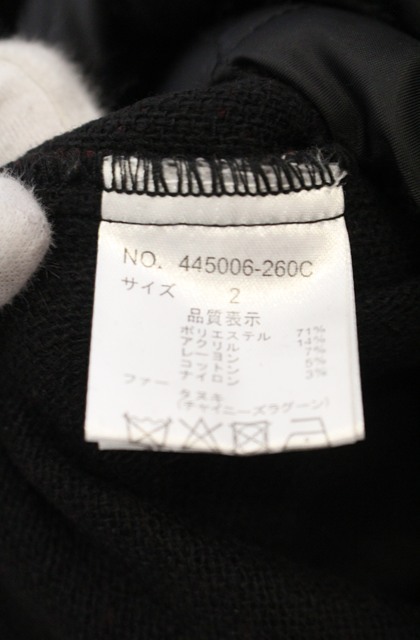 NO. 445006-260C
サイズ 2
品質表示
ポリエステル 71%
アクリル 14%
レーヨン 7%
コットン 5%
ナイロン 3%
ファー タヌキ
(チャイニーズラグーン)